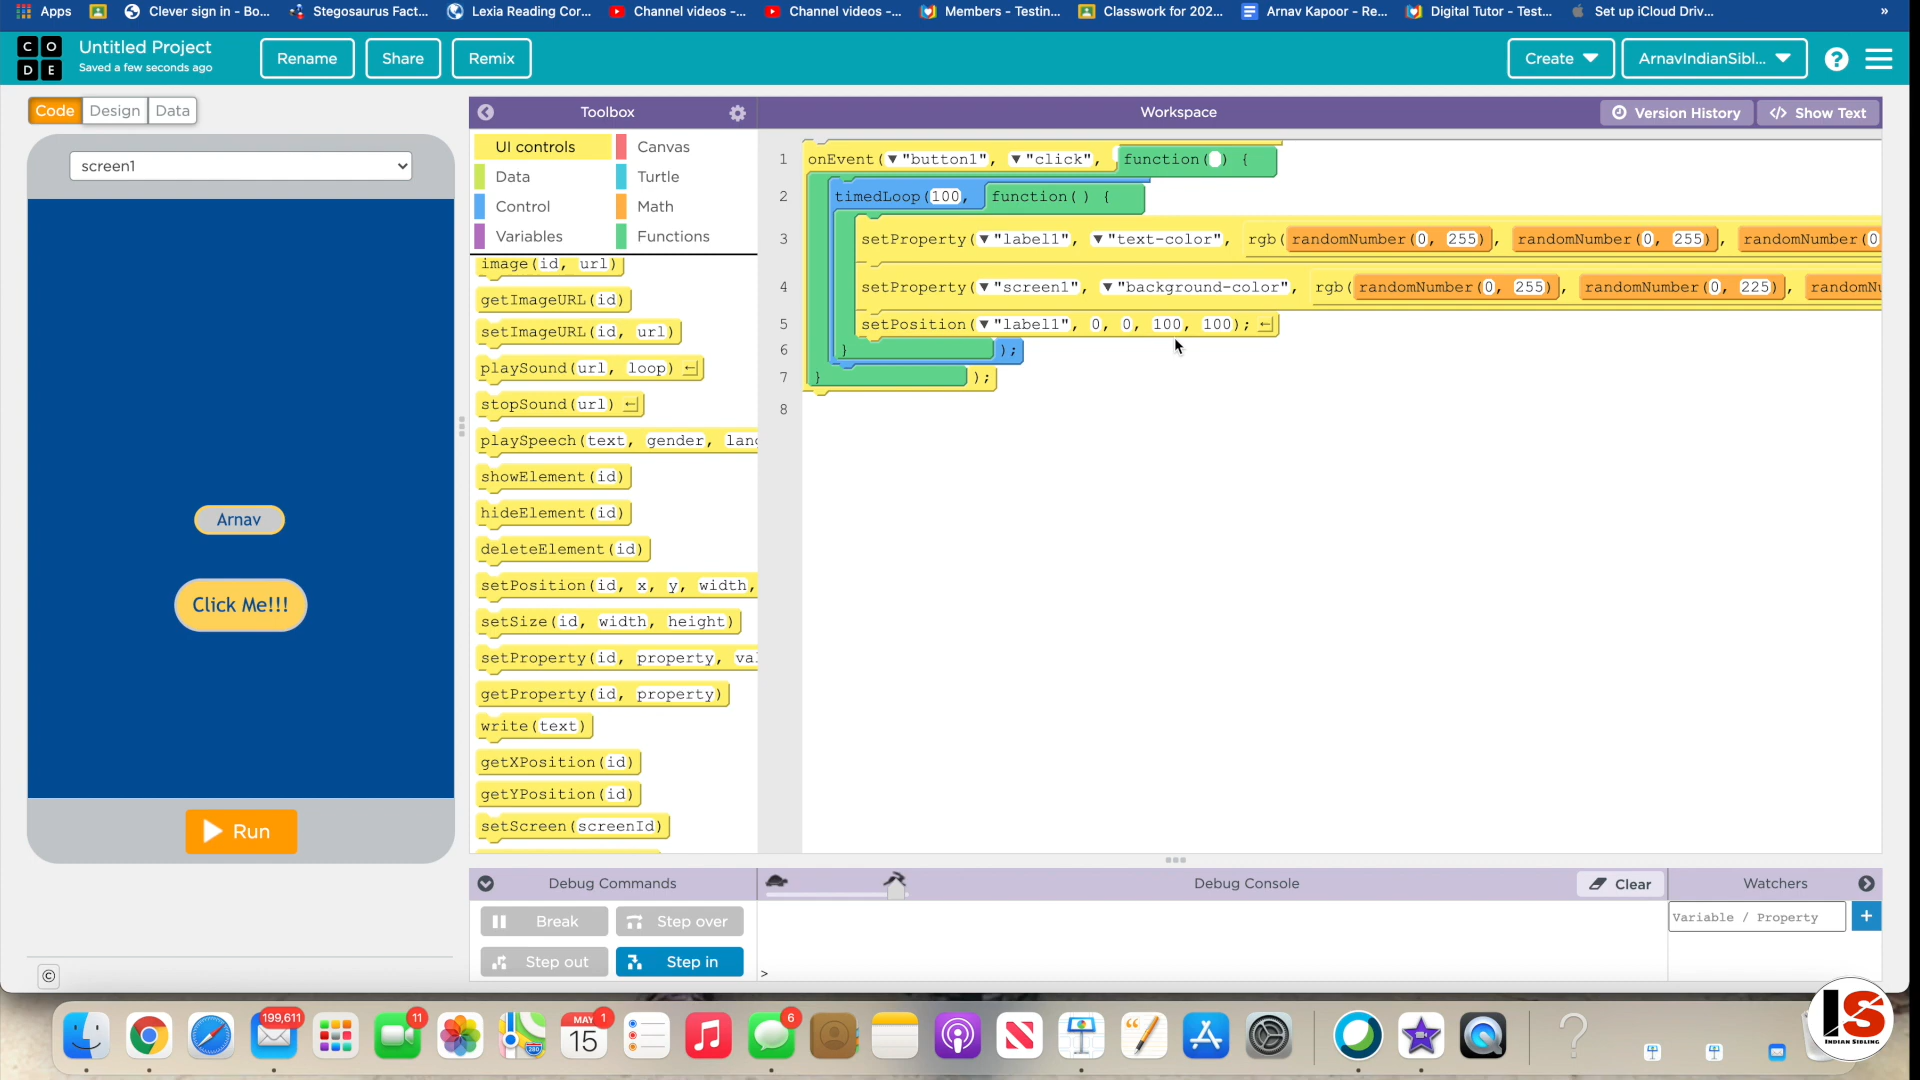 Apps Clever sign in - Bo... Stegosaurus Fact... Lexia Reading Cor... Channel videos -... Channel videos -... Members - Testin... Classwork for 202... Arnav Kapoor - Re... Digital Tutor - Test... Set up iCloud Driv... »
C O D E
Untitled Project
Saved a few seconds ago
Rename Share Remix
Create ArnavIndianSibl... ?
Code Design Data
Toolbox
Workspace
Version History
</> Show Text
screen1
UI controls Canvas
Data Turtle
Control Math
Variables Functions
image(id, url)
getImageURL(id)
setImageURL(id, url)
playSound(url, loop)
stopSound(url)
playSpeech(text, gender, lang
showElement(id)
hideElement(id)
deleteElement(id)
setPosition(id, x, y, width,
setSize(id, width, height)
setProperty(id, property, val
getProperty(id, property)
write(text)
getXPosition(id)
getYPosition(id)
setScreen(screenId)
1 onEvent(▼"button1", ▼"click", function( ) {
2 timedLoop(100, function() {
3 setProperty(▼"label1", ▼"text-color", rgb(randomNumber(0, 255), randomNumber(0, 255), randomNumber(0
4 setProperty(▼"screen1", ▼"background-color", rgb(randomNumber(0, 255), randomNumber(0, 225), randomNu
5 setPosition(▼"label1", 0, 0, 100, 100);
6 } );
7 } );
8
Arnav
Click Me!!!
Run
Debug Commands
Debug Console
Clear
Watchers
Break Step over
Step out Step in
>
Variable / Property
+
©
199,611
11
MAY
15
1
280
6
?
IS
INDIAN SIBLING